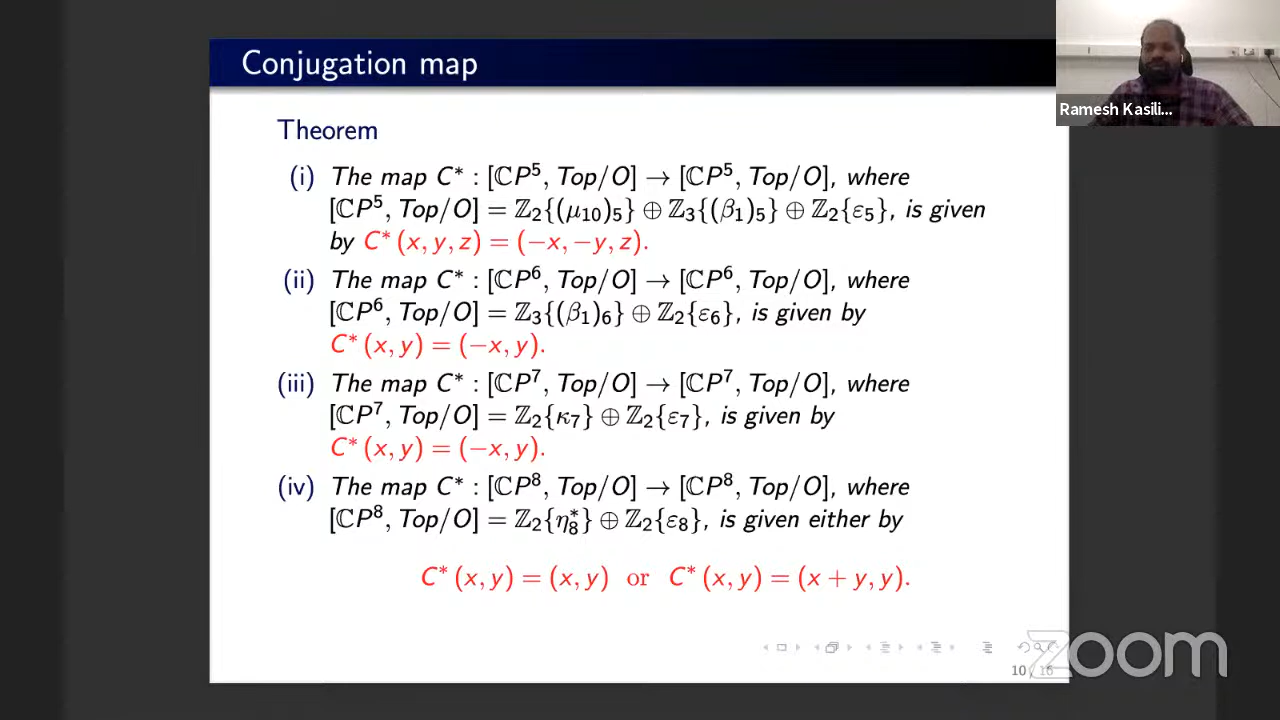 Conjugation map
Ramesh Kasili...
Theorem
(i) The map C* : [ℂP⁵, Top/O] → [ℂP⁵, Top/O], where
[ℂP⁵, Top/O] = ℤ₂{(μ₁₀)₅} ⊕ ℤ₃{(β₁)₅} ⊕ ℤ₂{ε₅}, is given
by C*(x, y, z) = (−x, −y, z).
(ii) The map C* : [ℂP⁶, Top/O] → [ℂP⁶, Top/O], where
[ℂP⁶, Top/O] = ℤ₃{(β₁)₆} ⊕ ℤ₂{ε₆}, is given by
C*(x, y) = (−x, y).
(iii) The map C* : [ℂP⁷, Top/O] → [ℂP⁷, Top/O], where
[ℂP⁷, Top/O] = ℤ₂{κ₇} ⊕ ℤ₂{ε₇}, is given by
C*(x, y) = (−x, y).
(iv) The map C* : [ℂP⁸, Top/O] → [ℂP⁸, Top/O], where
[ℂP⁸, Top/O] = ℤ₂{η*₈} ⊕ ℤ₂{ε₈}, is given either by
C*(x, y) = (x, y) or C*(x, y) = (x + y, y).
zoom
10 / 16